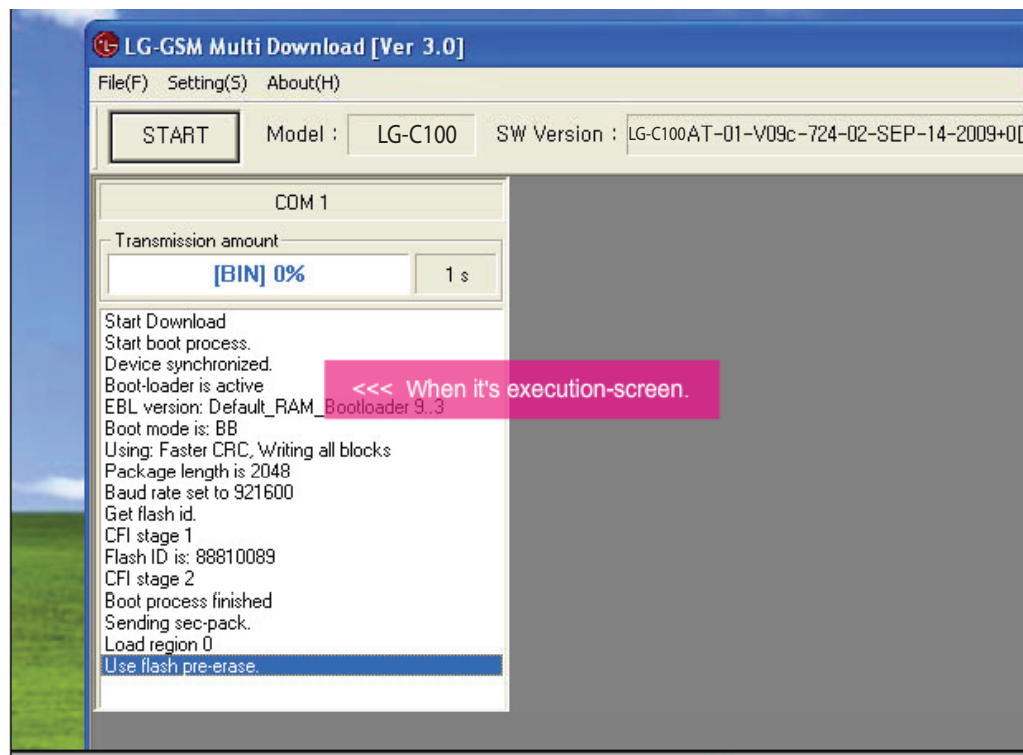 LG-GSM Multi Download [Ver 3.0]
File(F) Setting(S) About(H)
START Model : LG-C100 SW Version : LG-C100AT-01-V09c-724-02-SEP-14-2009+0
COM 1
Transmission amount
[BIN] 0% 1 s
Start Download
Start boot process.
Device synchronized.
Boot-loader is active
<<< When it's execution-screen.
EBL version: Default_RAM_Bootloader 9..3
Boot mode is: BB
Using: Faster CRC, Writing all blocks
Package length is 2048
Baud rate set to 921600
Get flash id.
CFI stage 1
Flash ID is: 88810089
CFI stage 2
Boot process finished
Sending sec-pack.
Load region 0
Use flash pre-erase.